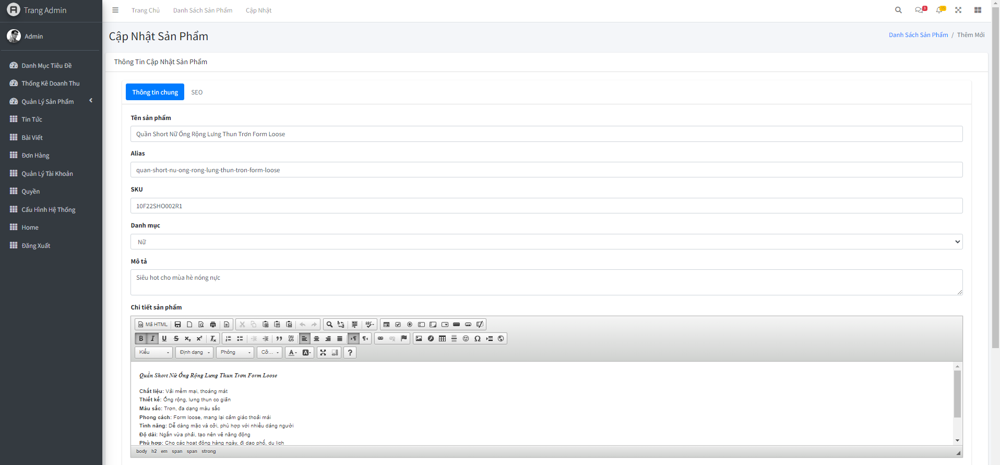 Trang Admin
Admin
Danh Mục Tiêu Đề
Thống Kê Doanh Thu
Quản Lý Sản Phẩm
Tin Tức
Bài Viết
Đơn Hàng
Quản Lý Tài Khoản
Quyền
Cấu Hình Hệ Thống
Home
Đăng Xuất
Trang Chủ Danh Sách Sản Phẩm Cập Nhật
3
15
Cập Nhật Sản Phẩm
Danh Sách Sản Phẩm / Thêm Mới
Thông Tin Cập Nhật Sản Phẩm
Thông tin chung SEO
Tên sản phẩm
Quần Short Nữ Ống Rộng Lưng Thun Trơn Form Loose
Alias
quan-short-nu-ong-rong-lung-thun-tron-form-loose
SKU
10F22SHO002R1
Danh mục
Nữ
Mô tả
Siêu hot cho mùa hè nóng nực
Chi tiết sản phẩm
Mã HTML
Kiểu Định dạng Phông Cỡ...
Quần Short Nữ Ống Rộng Lưng Thun Trơn Form Loose
Chất liệu: Vải mềm mại, thoáng mát
Thiết kế: Ống rộng, lưng thun co giãn
Màu sắc: Trơn, đa dạng màu sắc
Phong cách: Form loose, mang lại cảm giác thoải mái
Tính năng: Dễ dàng mặc và cởi, phù hợp với nhiều dáng người
Độ dài: Ngắn vừa phải, tạo nên vẻ năng động
Phù hợp: Cho các hoạt động hàng ngày, đi dạo phố, du lịch
body h2 em span span strong